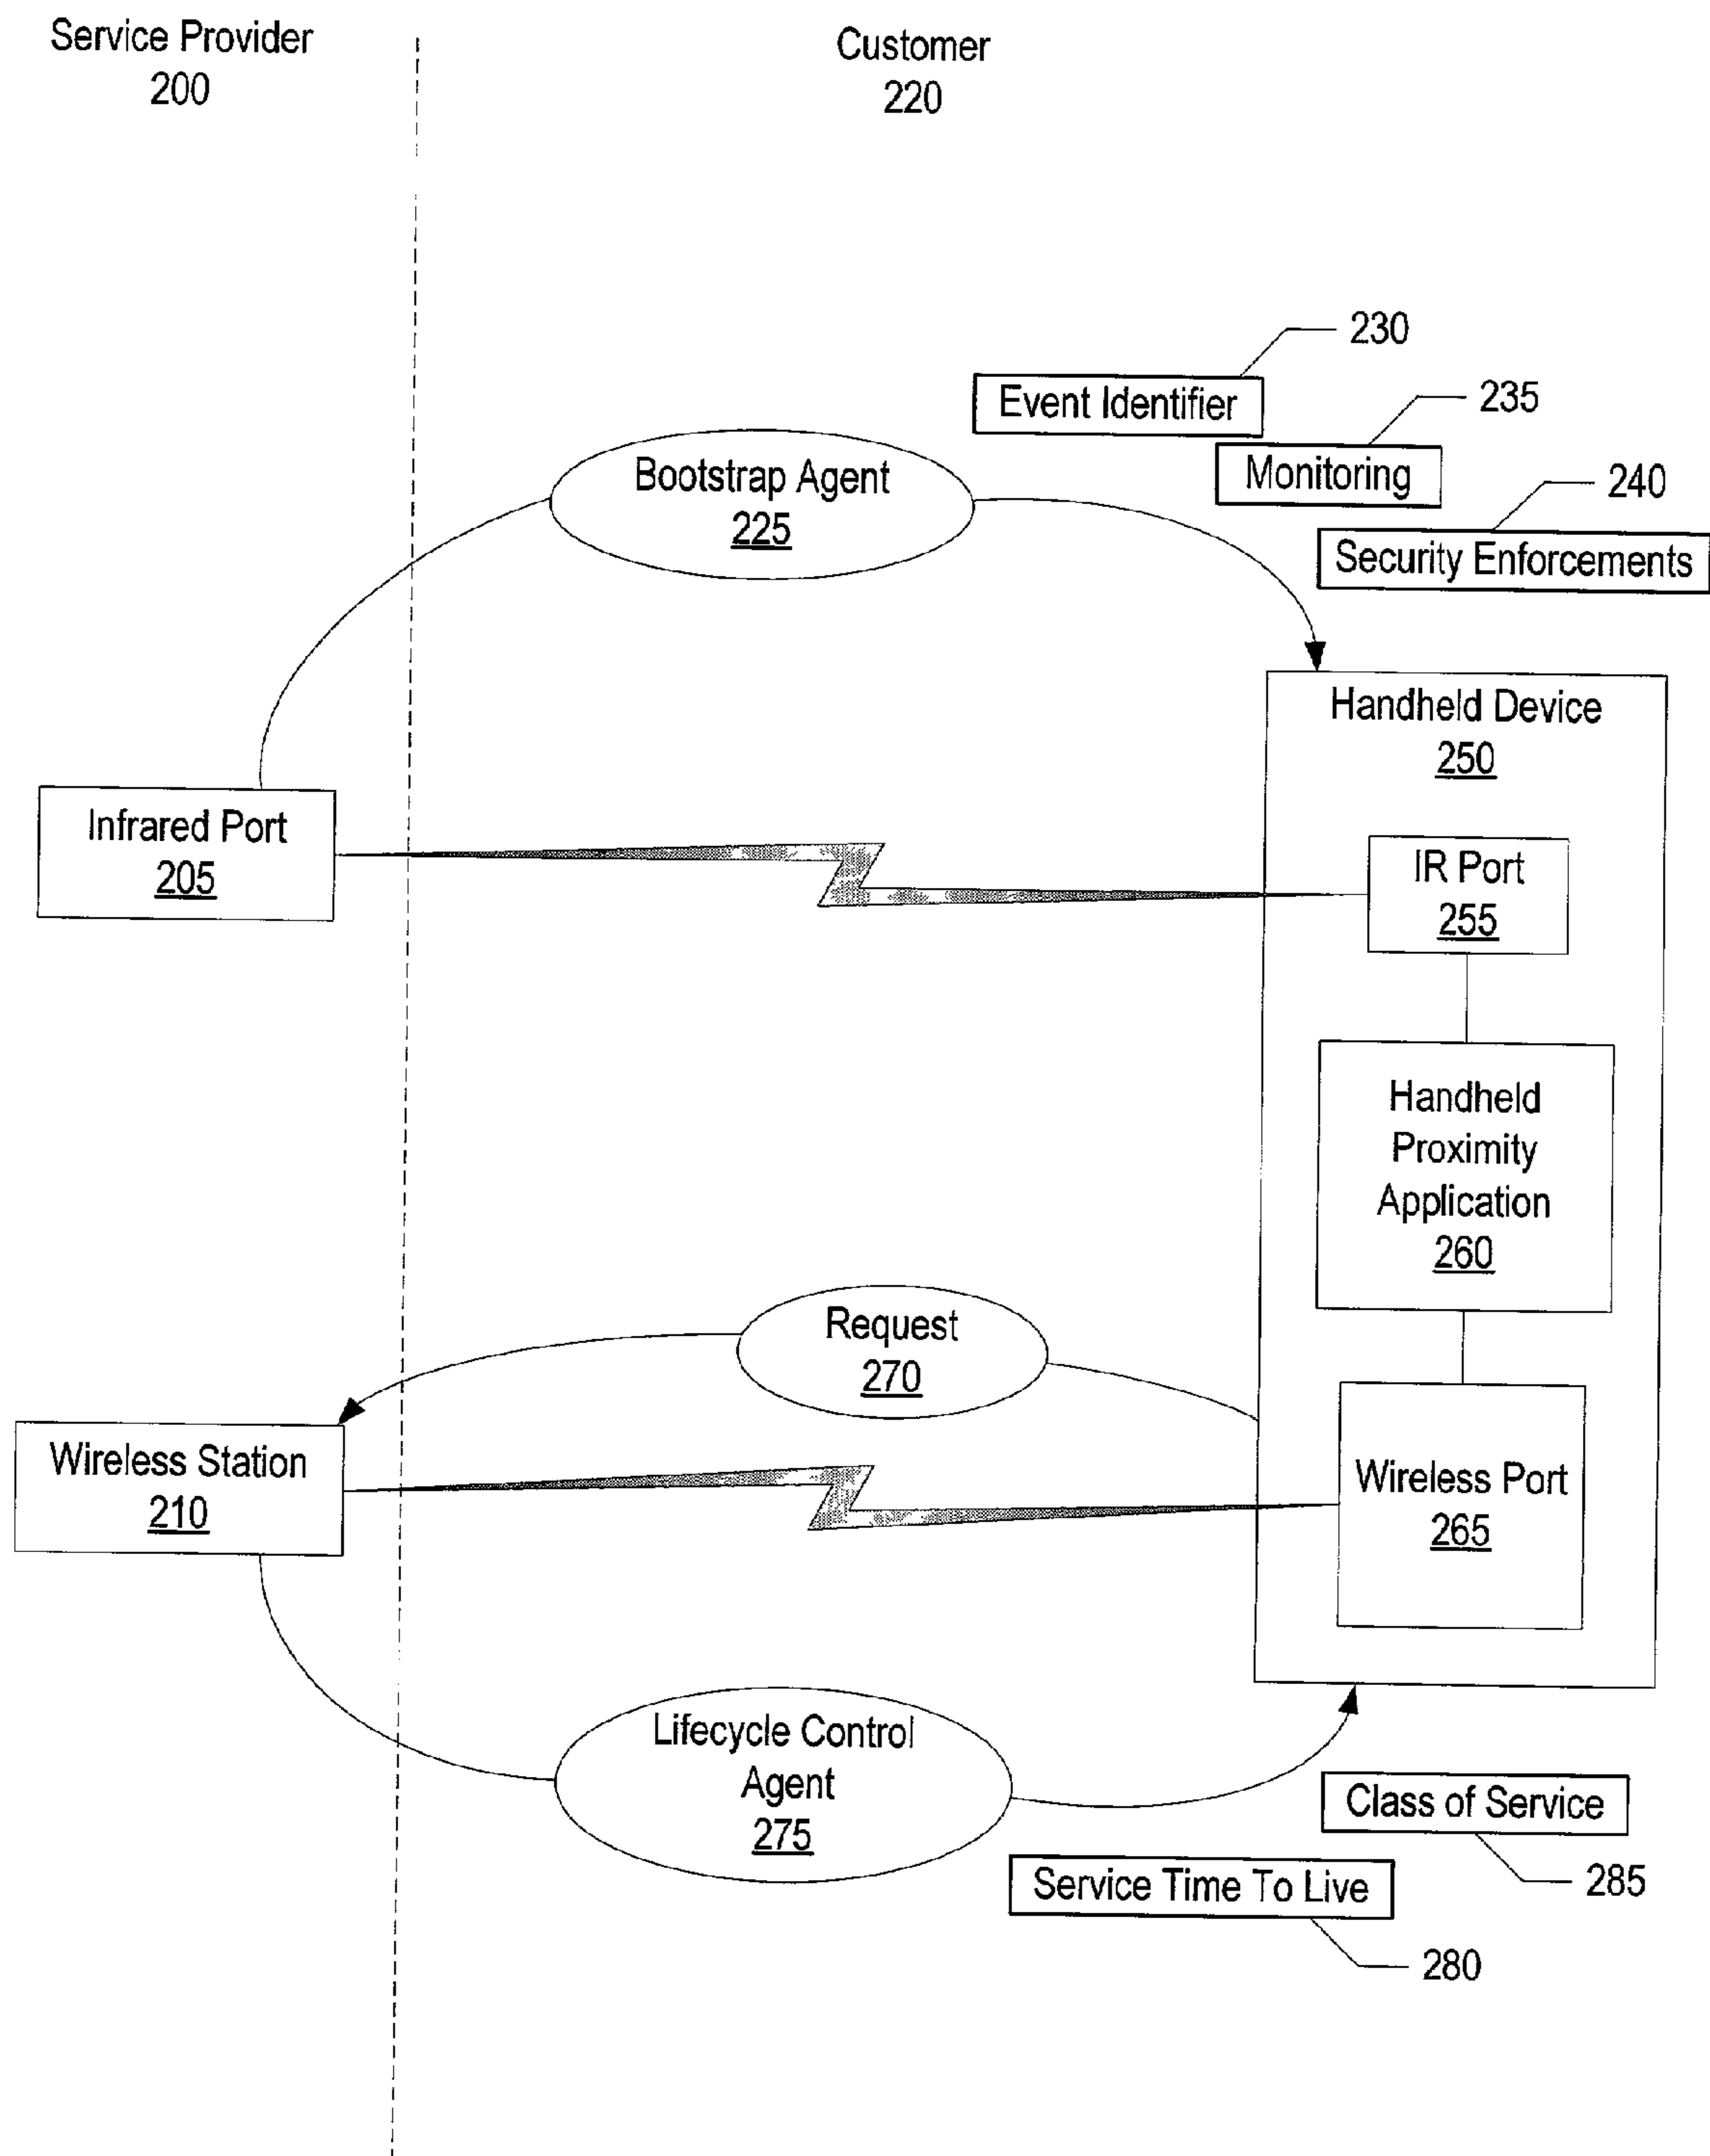 Service Provider
200
Customer
220
230
Event Identifier
235
Monitoring
240
Security Enforcements
Bootstrap Agent
225
Handheld Device
250
Infrared Port
205
IR Port
255
Handheld
Proximity
Application
260
Request
270
Wireless Station
210
Wireless Port
265
Lifecycle Control
Agent
275
Class of Service
285
Service Time To Live
280